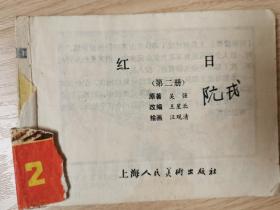 红 日
(第二册)
原著 吴强
改编 王星北
绘画 汪观清
阮戎
2
上海人民美術出版社